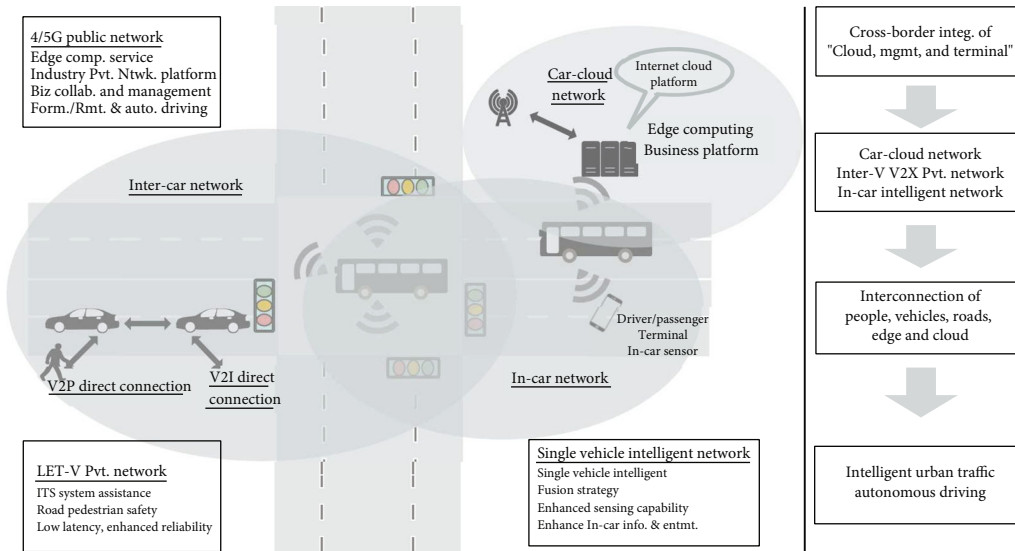 4/5G public network
Edge comp. service
Industry Pvt. Ntwk. platform
Biz collab. and management
Form./Rmt. & auto. driving
Inter-car network
Car-cloud
network
Internet cloud
platform
Edge computing
Business platform
Driver/passenger
Terminal
In-car sensor
V2P direct connection
V2I direct
connection
In-car network
LET-V Pvt. network
ITS system assistance
Road pedestrian safety
Low latency, enhanced reliability
Single vehicle intelligent network
Single vehicle intelligent
Fusion strategy
Enhanced sensing capability
Enhance In-car info. & entmt.
Cross-border integ. of
"Cloud, mgmt, and terminal"
Car-cloud network
Inter-V V2X Pvt. network
In-car intelligent network
Interconnection of
people, vehicles, roads,
edge and cloud
Intelligent urban traffic
autonomous driving